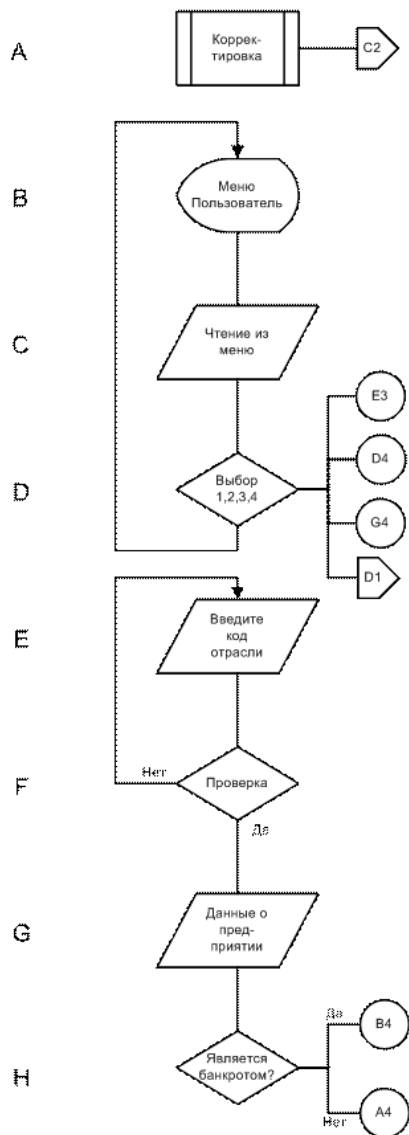 A
Коррек-
тировка
C2
B
Меню
Пользователь
C
Чтение из
меню
E3
D4
D
Выбор
1,2,3,4
G4
D1
E
Введите
код
отрасли
F
Нет
Проверка
Да
G
Данные о
пред-
приятии
Да
B4
H
Является
банкротом?
Нет
A4